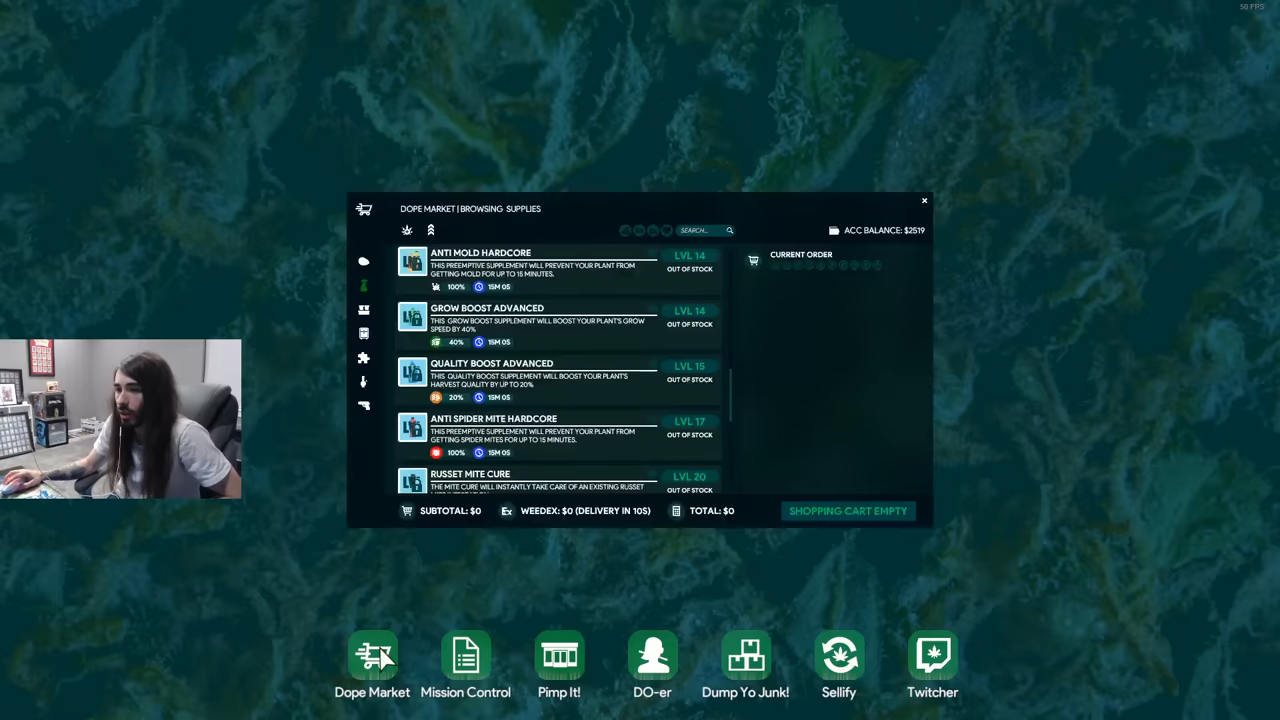 50 FPS
DOPE MARKET | BROWSING SUPPLIES
SEARCH...
ACC BALANCE: $2519
ANTI MOLD HARDCORE
THIS PREEMPTIVE SUPPLEMENT WILL PREVENT YOUR PLANT FROM
GETTING MOLD FOR UP TO 15 MINUTES.
100% 15M 0S
LVL 14
OUT OF STOCK
CURRENT ORDER
GROW BOOST ADVANCED
THIS GROW BOOST SUPPLEMENT WILL BOOST YOUR PLANT'S GROW
SPEED BY 40%
40% 15M 0S
LVL 14
OUT OF STOCK
QUALITY BOOST ADVANCED
THIS QUALITY BOOST SUPPLEMENT WILL BOOST YOUR PLANT'S
HARVEST QUALITY BY UP TO 20%
20% 15M 0S
LVL 15
OUT OF STOCK
ANTI SPIDER MITE HARDCORE
THIS PREEMPTIVE SUPPLEMENT WILL PREVENT YOUR PLANT FROM
GETTING SPIDER MITES FOR UP TO 15 MINUTES.
100% 15M 0S
LVL 17
OUT OF STOCK
RUSSET MITE CURE
THE MITE CURE WILL INSTANTLY TAKE CARE OF AN EXISTING RUSSET
LVL 20
OUT OF STOCK
SUBTOTAL: $0
Ex WEEDEX: $0 (DELIVERY IN 10S)
TOTAL: $0
SHOPPING CART EMPTY
Dope Market
Mission Control
Pimp It!
DO-er
Dump Yo Junk!
Sellify
Twitcher